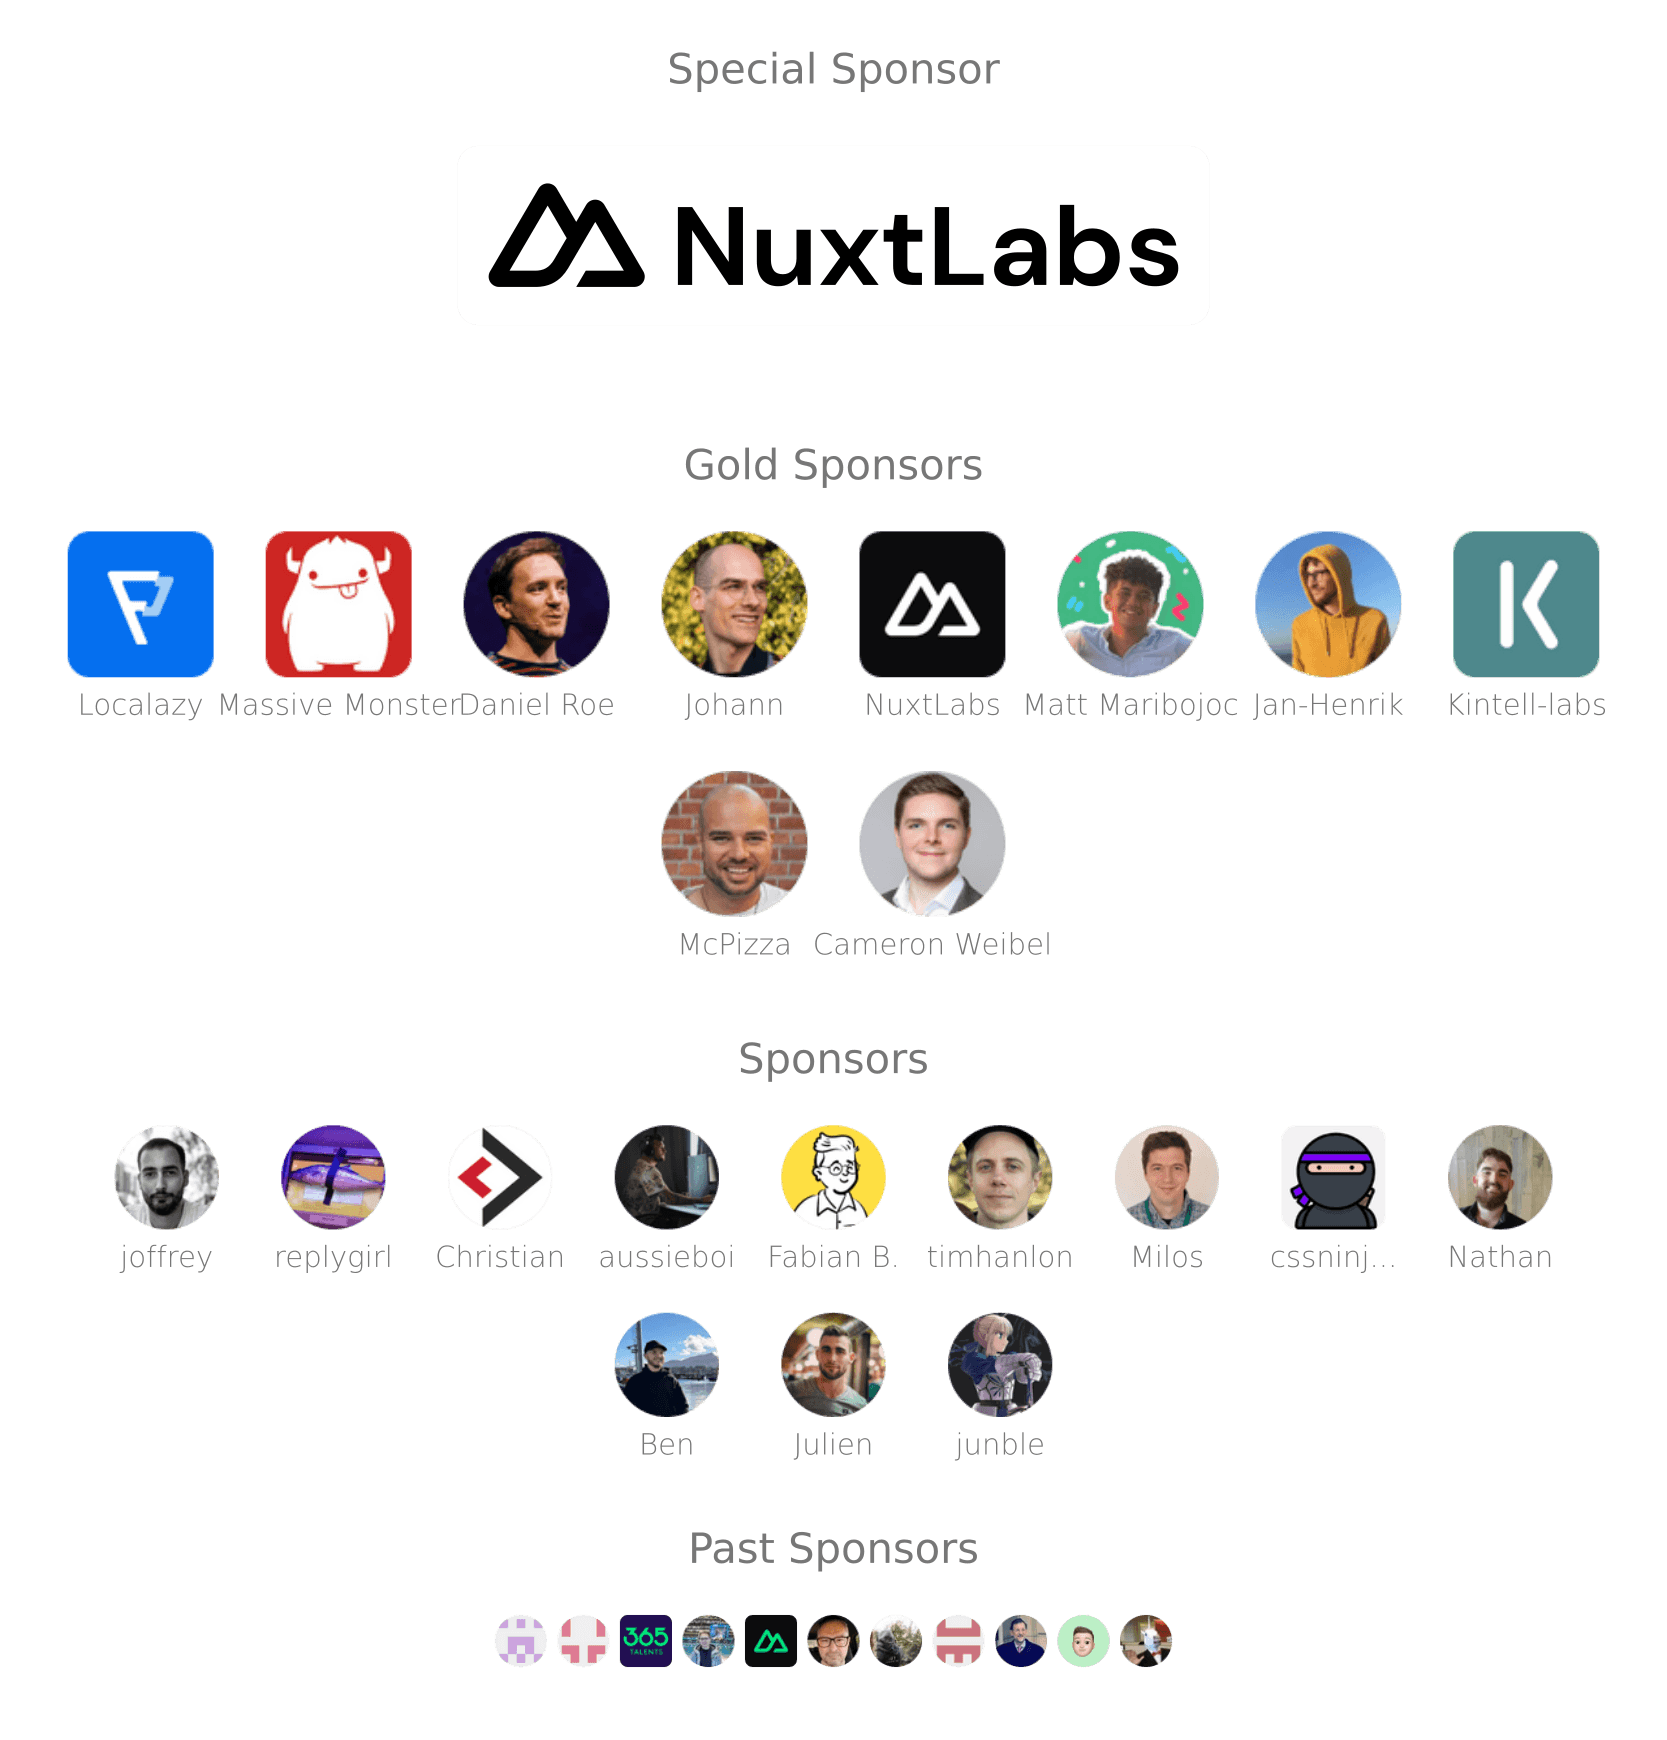 Special Sponsor
NuxtLabs
Gold Sponsors
Localazy Massive Monster Daniel Roe Johann NuxtLabs Matt Maribojoc Jan-Henrik Kintell-labs
McPizza Cameron Weibel
Sponsors
joffrey replygirl Christian aussieboi Fabian B. timhanlon Milos cssninj... Nathan
Ben Julien junble
Past Sponsors
365
TALENTS